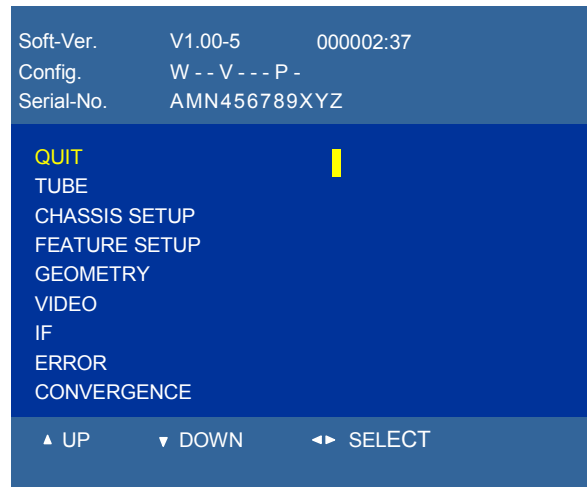 Soft-Ver. V1.00-5 000002:37
Config. W - - V - - - P -
Serial-No. AMN456789XYZ
QUIT
TUBE
CHASSIS SETUP
FEATURE SETUP
GEOMETRY
VIDEO
IF
ERROR
CONVERGENCE
▲ UP ▼ DOWN ◄► SELECT